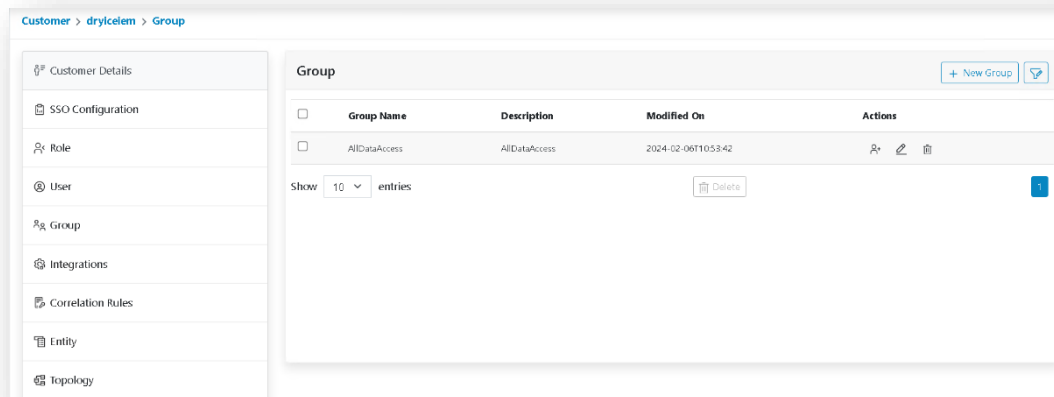 Customer > drylceiem > Group
Customer Details
SSO Configuration
Role
User
Group
Integrations
Correlation Rules
Entity
Topology
Group
+ New Group
Group Name Description Modified On Actions
AllDataAccess AllDataAccess 2024-02-06T10:53:42
Show 10 entries
Delete
1